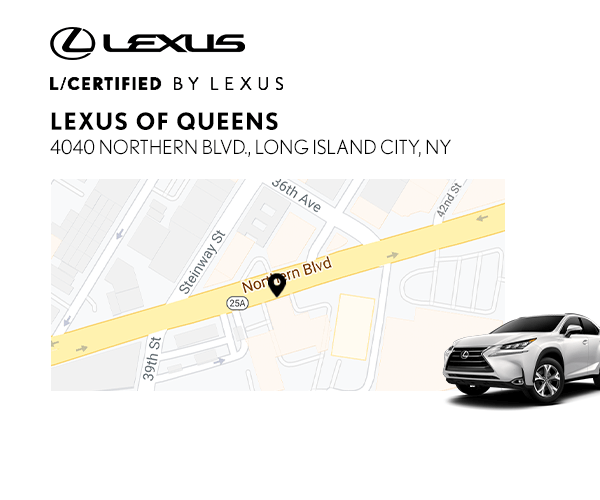 LEXUS
L/CERTIFIED BY LEXUS
LEXUS OF QUEENS
4040 NORTHERN BLVD., LONG ISLAND CITY, NY
36th Ave
42nd St
Steinway St
Northern Blvd
25A
39th St